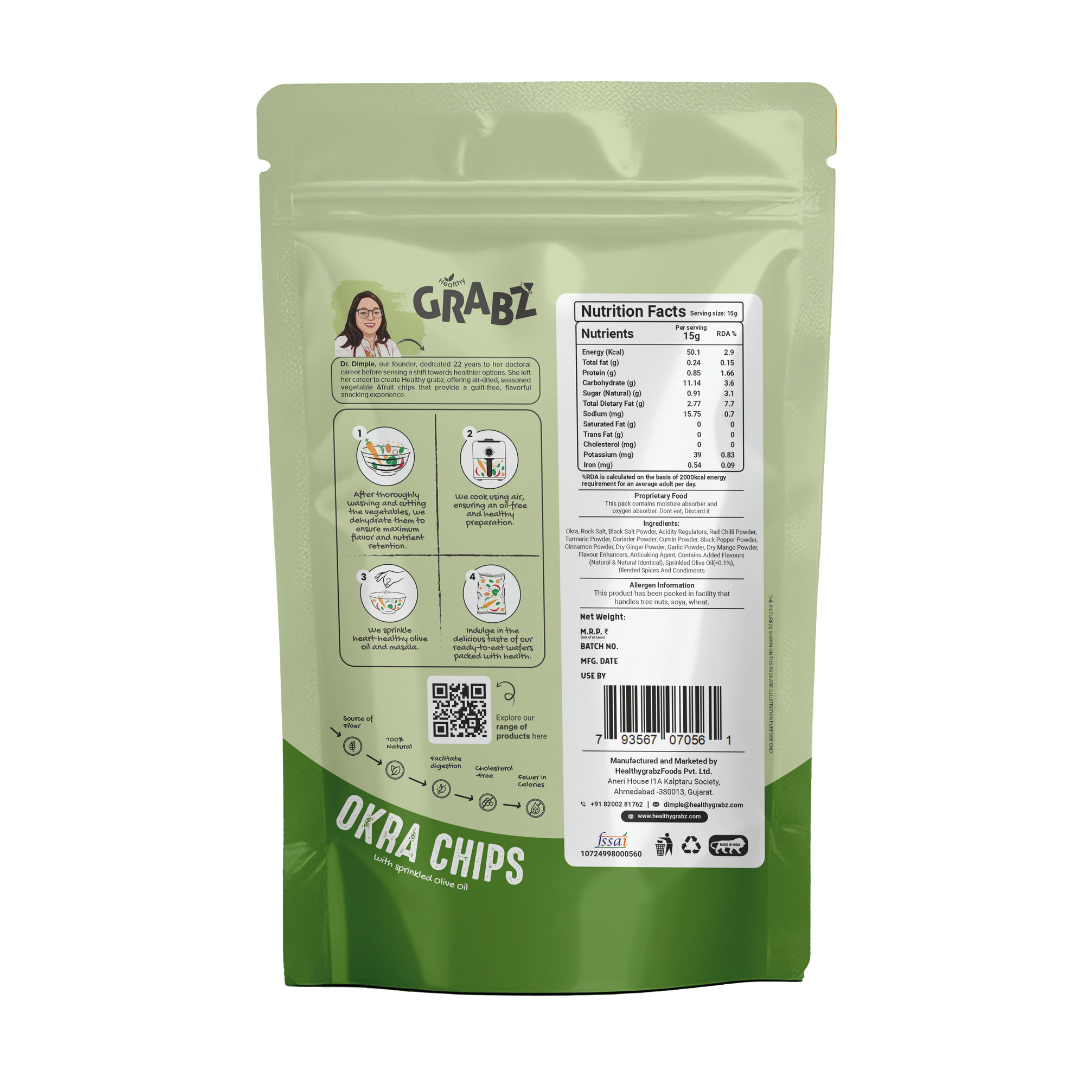 Healthy
GRABZ
Dr. Dimple, our founder, dedicated 22 years to her doctoral
career before sensing a shift towards healthier options. She left
her career to create Healthy grabz, offering air-dried, seasoned
vegetable &fruit chips that provide a guilt-free, flavorful
snacking experience.
1
After thoroughly
washing and cutting
the vegetables, we
dehydrate them to
ensure maximum
flavor and nutrient
retention.
2
We cook using air,
ensuring an oil-free
and healthy
preparation.
3
We sprinkle
heart-healthy olive
oil and masala.
4
Indulge in the
delicious taste of our
ready-to-eat wafers
packed with health.
Explore our
range of
products here
Source of
Fiber
100%
Natural
Facilitate
digestion
Cholesterol
-Free
Fewer in
Calories
OKRA CHIPS
with sprinkled Olive Oil
Nutrition Facts Serving size: 15g
Nutrients Per serving 15g RDA %
Energy (Kcal) 50.1 2.9
Total fat (g) 0.24 0.15
Protein (g) 0.85 1.66
Carbohydrate (g) 11.14 3.6
Sugar (Natural) (g) 0.91 3.1
Total Dietary Fat (g) 2.77 7.7
Sodium (mg) 15.75 0.7
Saturated Fat (g) 0 0
Trans Fat (g) 0 0
Cholesterol (mg) 0 0
Potassium (mg) 39 0.83
Iron (mg) 0.54 0.09
%RDA is calculated on the basis of 2000kcal energy
requirement for an average adult per day.
Proprietary Food
This pack contains moisture absorber and
oxygen absorber. Dont eat, Discard it
Ingredients:
Okra, Rock Salt, Black Salt Powder, Acidity Regulators, Red Chilli Powder,
Turmeric Powder, Coriader Powder, Cumin Powder, Black Pepper Powder,
Cinnamon Powder, Dry Ginger Powder, Garlic Powder, Dry Mango Powder,
Flavour Enhancers, Anticaking Agent, Contains Added Flavours
(Natural & Natural Identical), Sprinkled Olive Oil(<0.1%),
Blended Spices And Condiments
Allergen Information
This product has been packed in facility that
handles tree nuts, soya, wheat.
Net Weight:
M.R.P. ₹
BATCH NO.
MFG. DATE
USE BY
7 93567 07056 1
Manufactured and Marketed by
HealthygrabzFoods Pvt. Ltd.
Aneri House I1A Kalptaru Society,
Ahmedabad -380013, Gujarat.
+91 82002 81762 | dimple@healthygrabz.com
www.healthygrabz.com
fssai
10724998000560
MADE IN INDIA